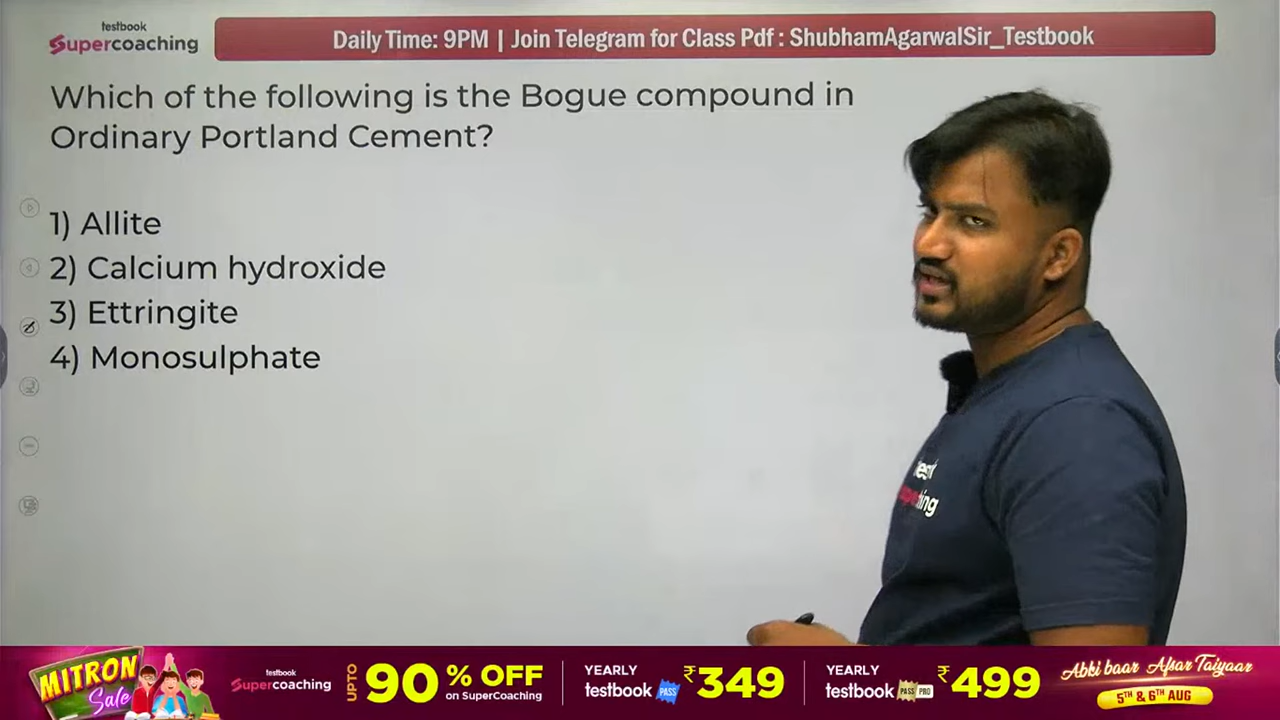 testbook
Supercoaching
Daily Time: 9PM | Join Telegram for Class Pdf : ShubhamAgarwalSir_Testbook
Which of the following is the Bogue compound in
Ordinary Portland Cement?
1) Allite
2) Calcium hydroxide
3) Ettringite
4) Monosulphate
MITRON
Sale
testbook
Supercoaching
UPTO
90% OFF
on SuperCoaching
YEARLY
testbook PASS
₹349
YEARLY
testbook PASS PRO
₹499
Abki baar Afsar Taiyaar
5TH & 6TH AUG